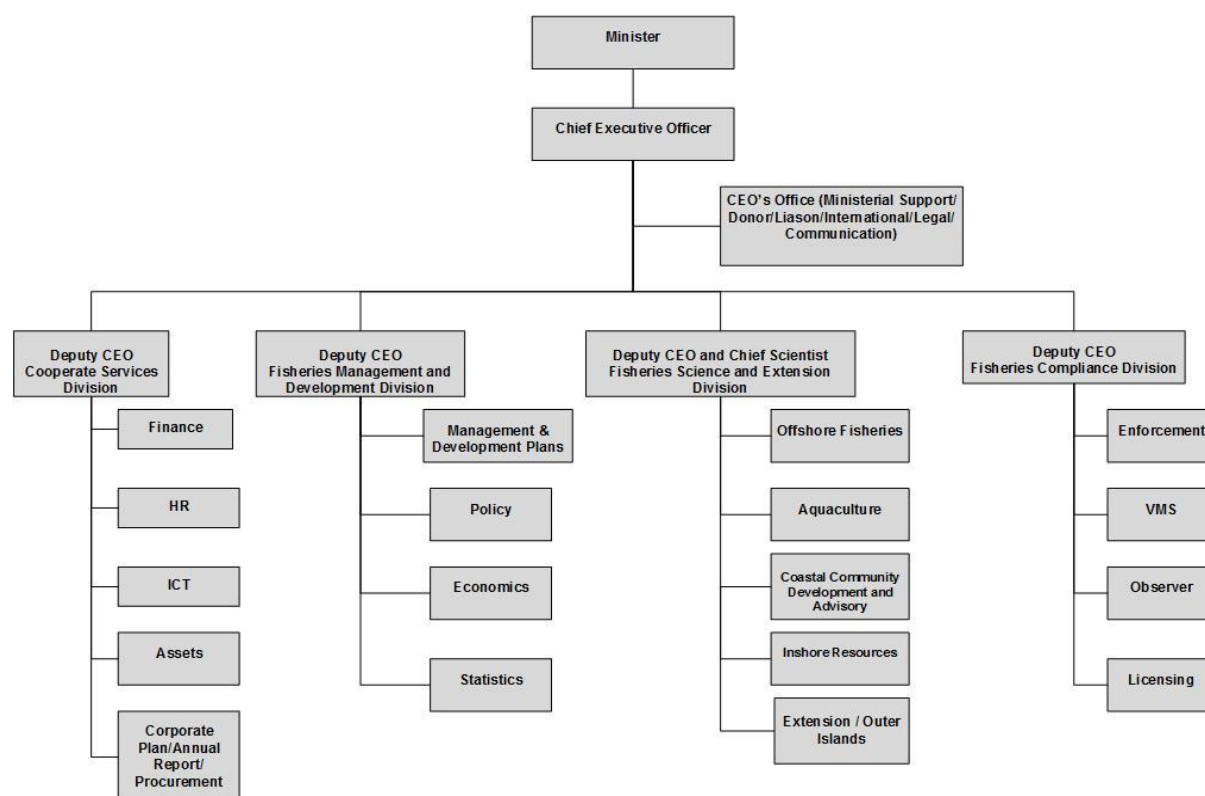 Minister
Chief Executive Officer
CEO's Office (Ministerial Support/
Donor/Liason/International/Legal/
Communication)
Deputy CEO
Cooperate Services
Division
Finance
HR
ICT
Assets
Corporate
Plan/Annual
Report/
Procurement
Deputy CEO
Fisheries Management and
Development Division
Management &
Development Plans
Policy
Economics
Statistics
Deputy CEO and Chief Scientist
Fisheries Science and Extension
Division
Offshore Fisheries
Aquaculture
Coastal Community
Development and
Advisory
Inshore Resources
Extension / Outer
Islands
Deputy CEO
Fisheries Compliance Division
Enforcement
VMS
Observer
Licensing